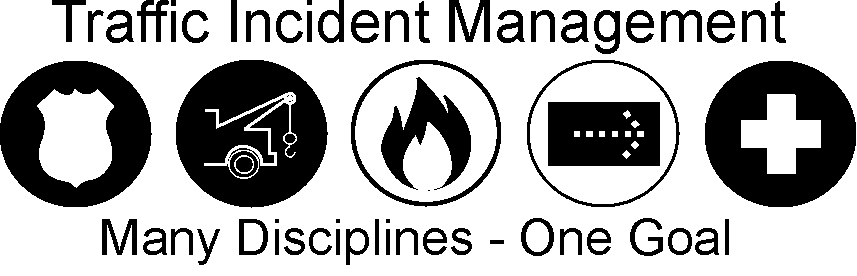 Traffic Incident Management
Many Disciplines - One Goal